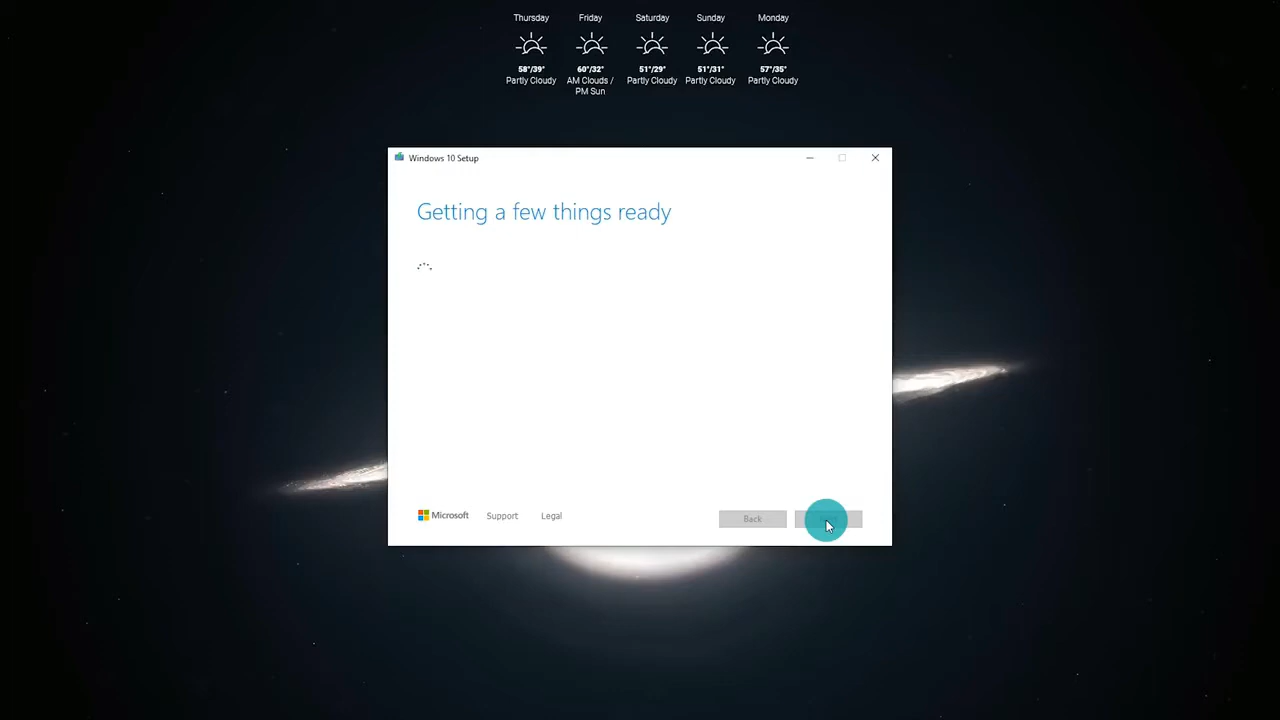 Thursday
Friday
Saturday
Sunday
Monday
58°/39°
60°/32°
51°/29°
51°/31°
57°/35°
Partly Cloudy
AM Clouds /
PM Sun
Partly Cloudy
Partly Cloudy
Partly Cloudy
Windows 10 Setup
Getting a few things ready
Microsoft
Support
Legal
Back